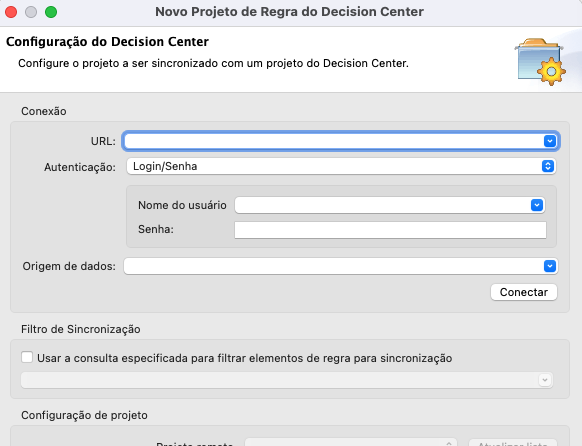 Novo Projeto de Regra do Decision Center
Configuração do Decision Center
Configure o projeto a ser sincronizado com um projeto do Decision Center.
Conexão
URL:
Autenticação: Login/Senha
Nome do usuário
Senha:
Origem de dados:
Conectar
Filtro de Sincronização
Usar a consulta especificada para filtrar elementos de regra para sincronização
Configuração de projeto
Projeto remoto Atualizar lista